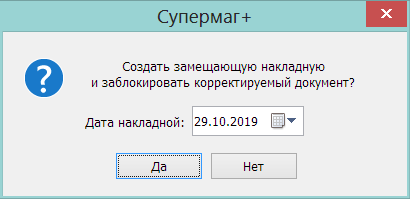 Супермаг+
Создать замещающую накладную
и заблокировать корректируемый документ?
Дата накладной: 29.10.2019
Да Нет